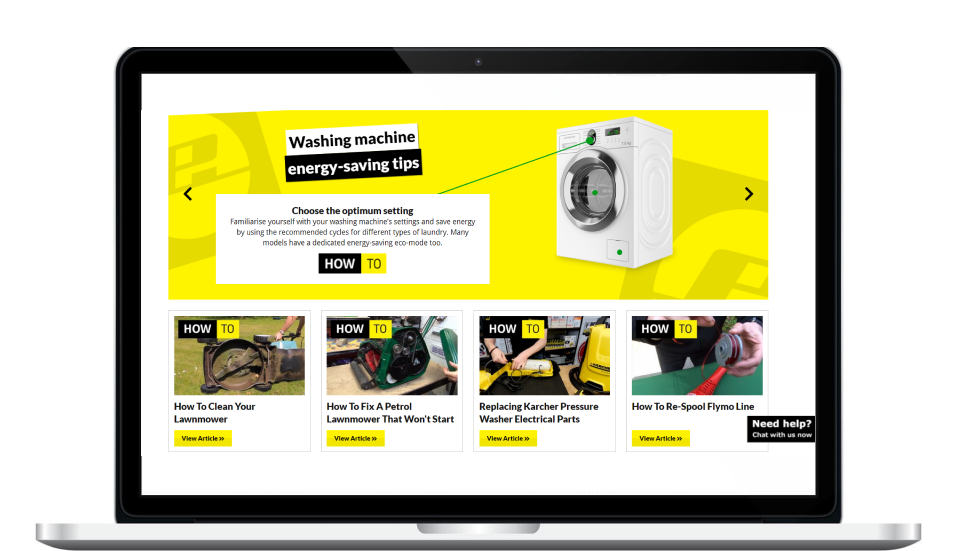 Washing machine
energy-saving tips
Choose the optimum setting
Familiarise yourself with your washing machine's settings and save energy
by using the recommended cycles for different types of laundry. Many
models have a dedicated energy-saving eco-mode too.
HOW TO
HOW TO
HOW TO
HOW TO
HOW TO
How To Clean Your
Lawnmower
View Article »
How To Fix A Petrol
Lawnmower That Won't Start
View Article »
Replacing Karcher Pressure
Washer Electrical Parts
View Article »
How To Re-Spool Flymo Line
View Article »
Need help?
Chat with us now